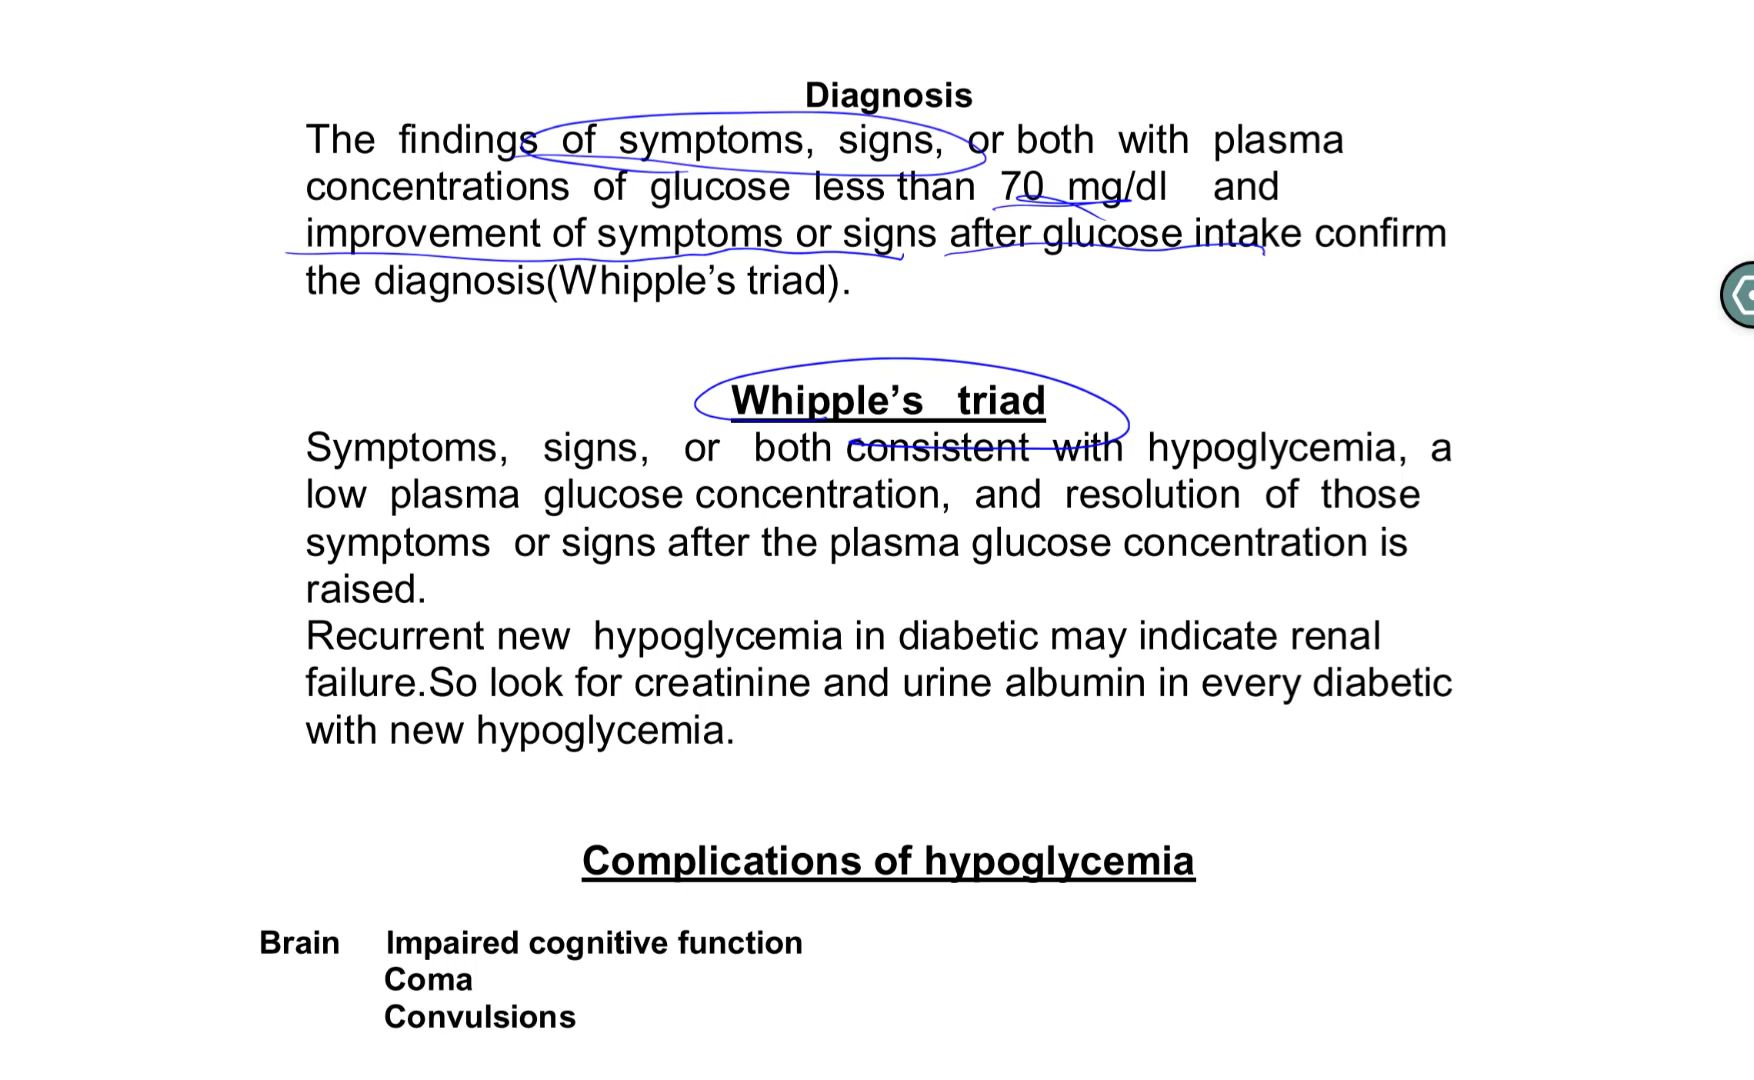 Diagnosis
The findings of symptoms, signs, or both with plasma
concentrations of glucose less than 70 mg/dl and
improvement of symptoms or signs after glucose intake confirm
the diagnosis(Whipple’s triad).
Whipple’s triad
Symptoms, signs, or both consistent with hypoglycemia, a
low plasma glucose concentration, and resolution of those
symptoms or signs after the plasma glucose concentration is
raised.
Recurrent new hypoglycemia in diabetic may indicate renal
failure.So look for creatinine and urine albumin in every diabetic
with new hypoglycemia.
Complications of hypoglycemia
Brain Impaired cognitive function
Coma
Convulsions